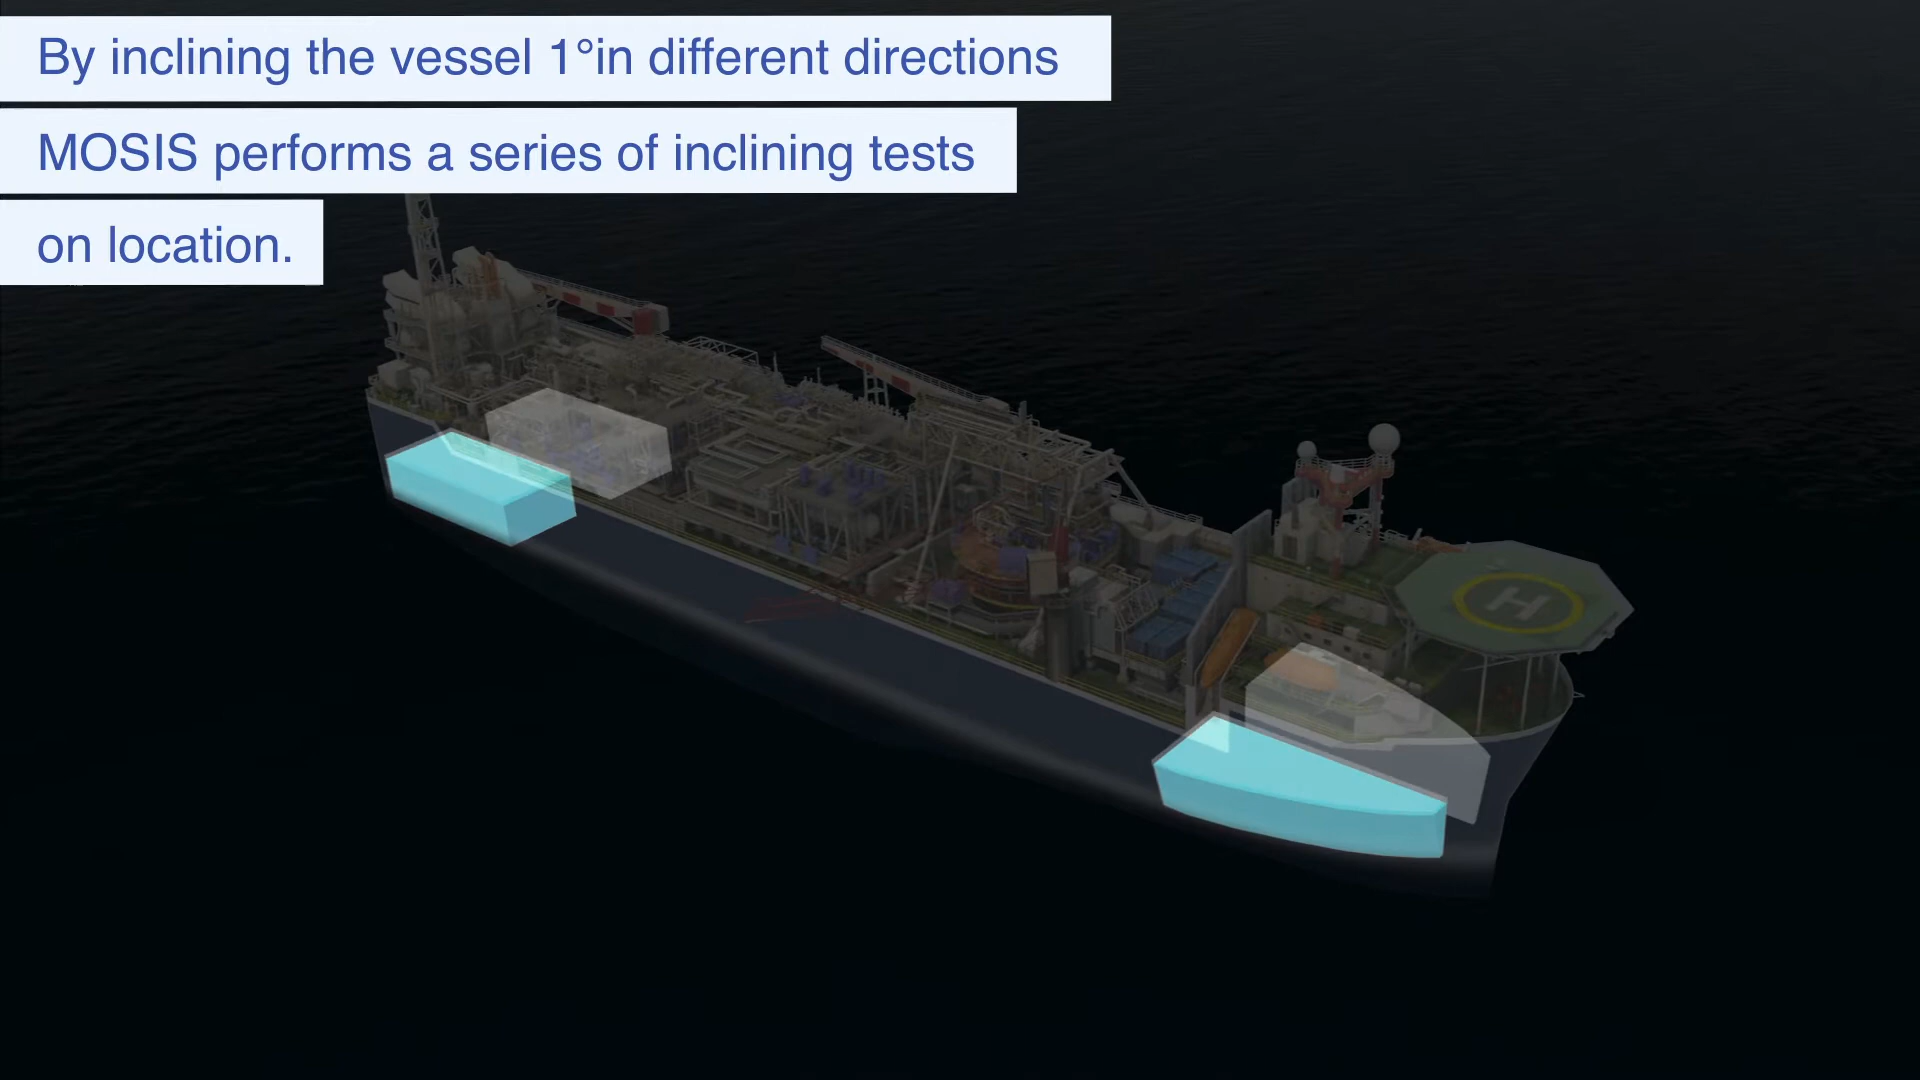 By inclining the vessel 1°in different directions
MOSIS performs a series of inclining tests
on location.
H